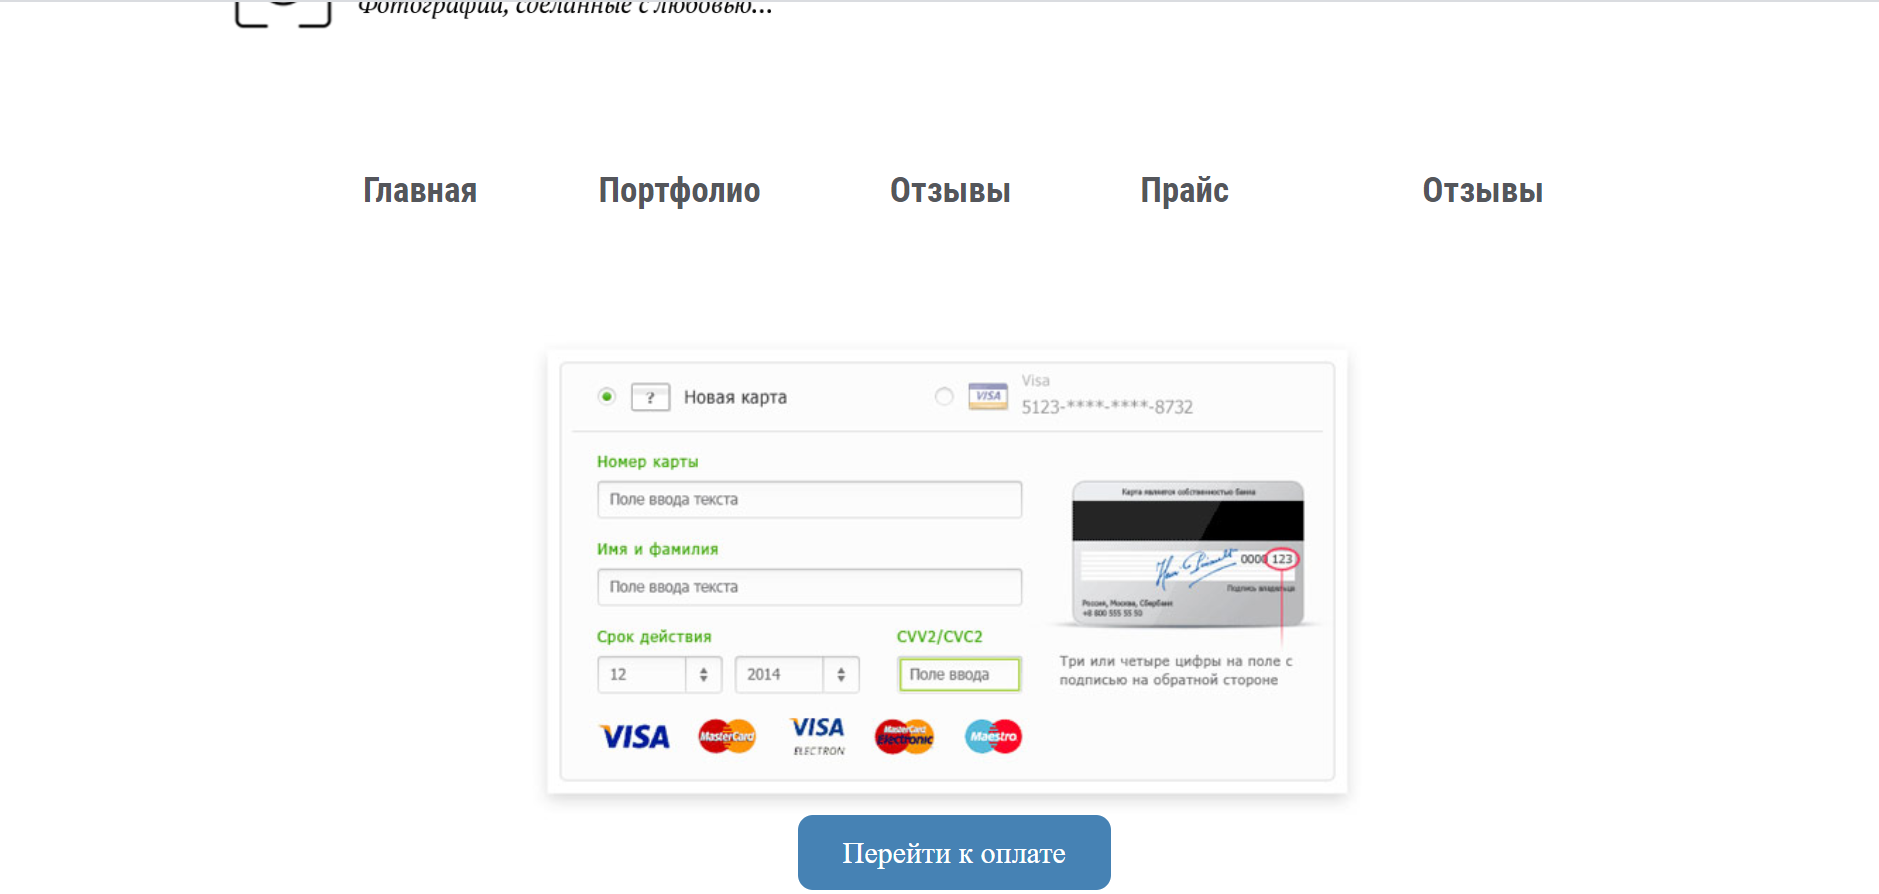 Фотографии, сделанные с любовью...
Главная Портфолио Отзывы Прайс Отзывы
? Новая карта
VISA Visa
5123-****-****-8732
Номер карты
Поле ввода текста
Имя и фамилия
Поле ввода текста
Срок действия CVV2/CVC2
12 2014 Поле ввода
Карта является собственностью банка
0000 123
Подпись владельца
Россия, Москва, Сбербанк
+8 800 555 55 50
Три или четыре цифры на поле с
подписью на обратной стороне
VISA MasterCard VISA ELECTRON MasterCard Electronic Maestro
Перейти к оплате